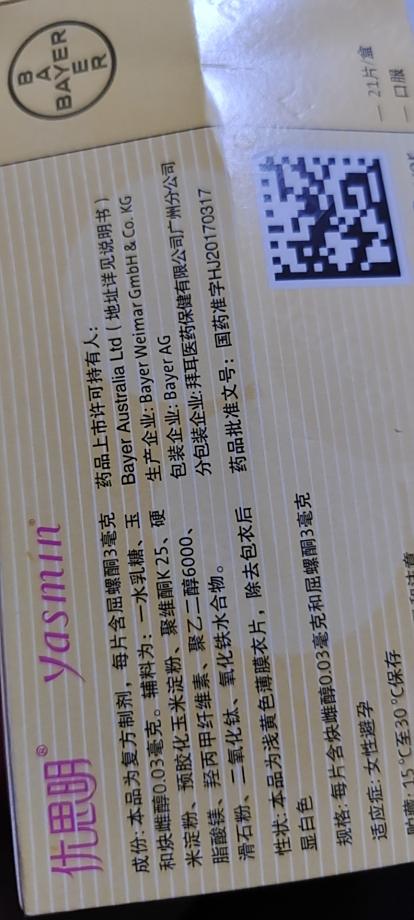 BAYER
BAYER
21片/盒
口服
优思明® Yasmin®
成份: 本品为复方制剂，每片含屈螺酮3毫克
和炔雌醇0.03毫克。辅料为：一水乳糖、玉
米淀粉、预胶化玉米淀粉、聚维酮K25、硬
脂酸镁、羟丙甲纤维素、聚乙二醇6000、
滑石粉、二氧化钛、氧化铁水合物。
性状: 本品为浅黄色薄膜衣片，除去包衣后
显白色
规格: 每片含炔雌醇0.03毫克和屈螺酮3毫克
适应症: 女性避孕
贮藏: 15℃至30℃保存
药品上市许可持有人:
Bayer Australia Ltd（地址详见说明书）
生产企业: Bayer Weimar GmbH & Co. KG
包装企业: Bayer AG
分包装企业: 拜耳医药保健有限公司广州分公司
药品批准文号：国药准字HJ20170317